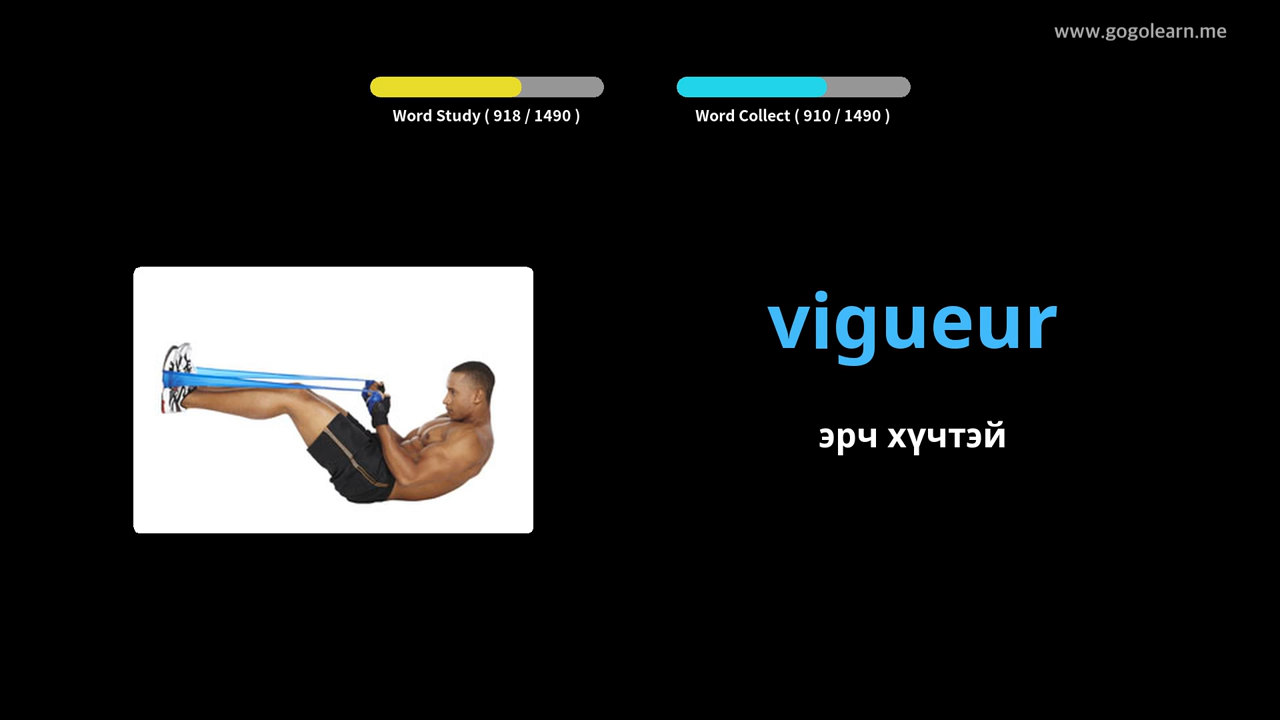 www.gogolearn.me
Word Study ( 918 / 1490 )
Word Collect ( 910 / 1490 )
vigueur
эрч хүчтэй